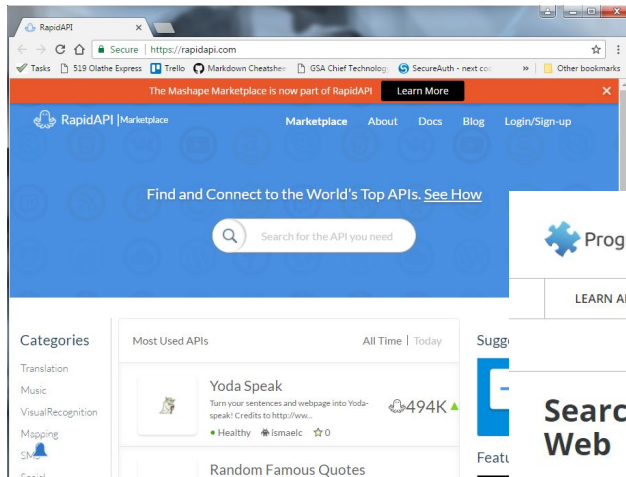 RapidAPI
Secure | https://rapidapi.com
Tasks 519 Olathe Express Trello Markdown Cheatshee GSA Chief Technolog SecureAuth - next co » Other bookmarks
The Mashape Marketplace is now part of RapidAPI Learn More ×
RapidAPI | Marketplace Marketplace About Docs Blog Login/Sign-up
Find and Connect to the World's Top APIs. See How
Search for the API you need
Prog
LEARN A
Categories Most Used APIs All Time | Today Sugg
Translation
Music
VisualRecognition
Mapping
SMS
Social
Yoda Speak
Turn your sentences and webpage into Yoda-
speak! Credits to http://ww...
494K
Healthy ismaelc 0
Random Famous Quotes
Featu
Searc
Web